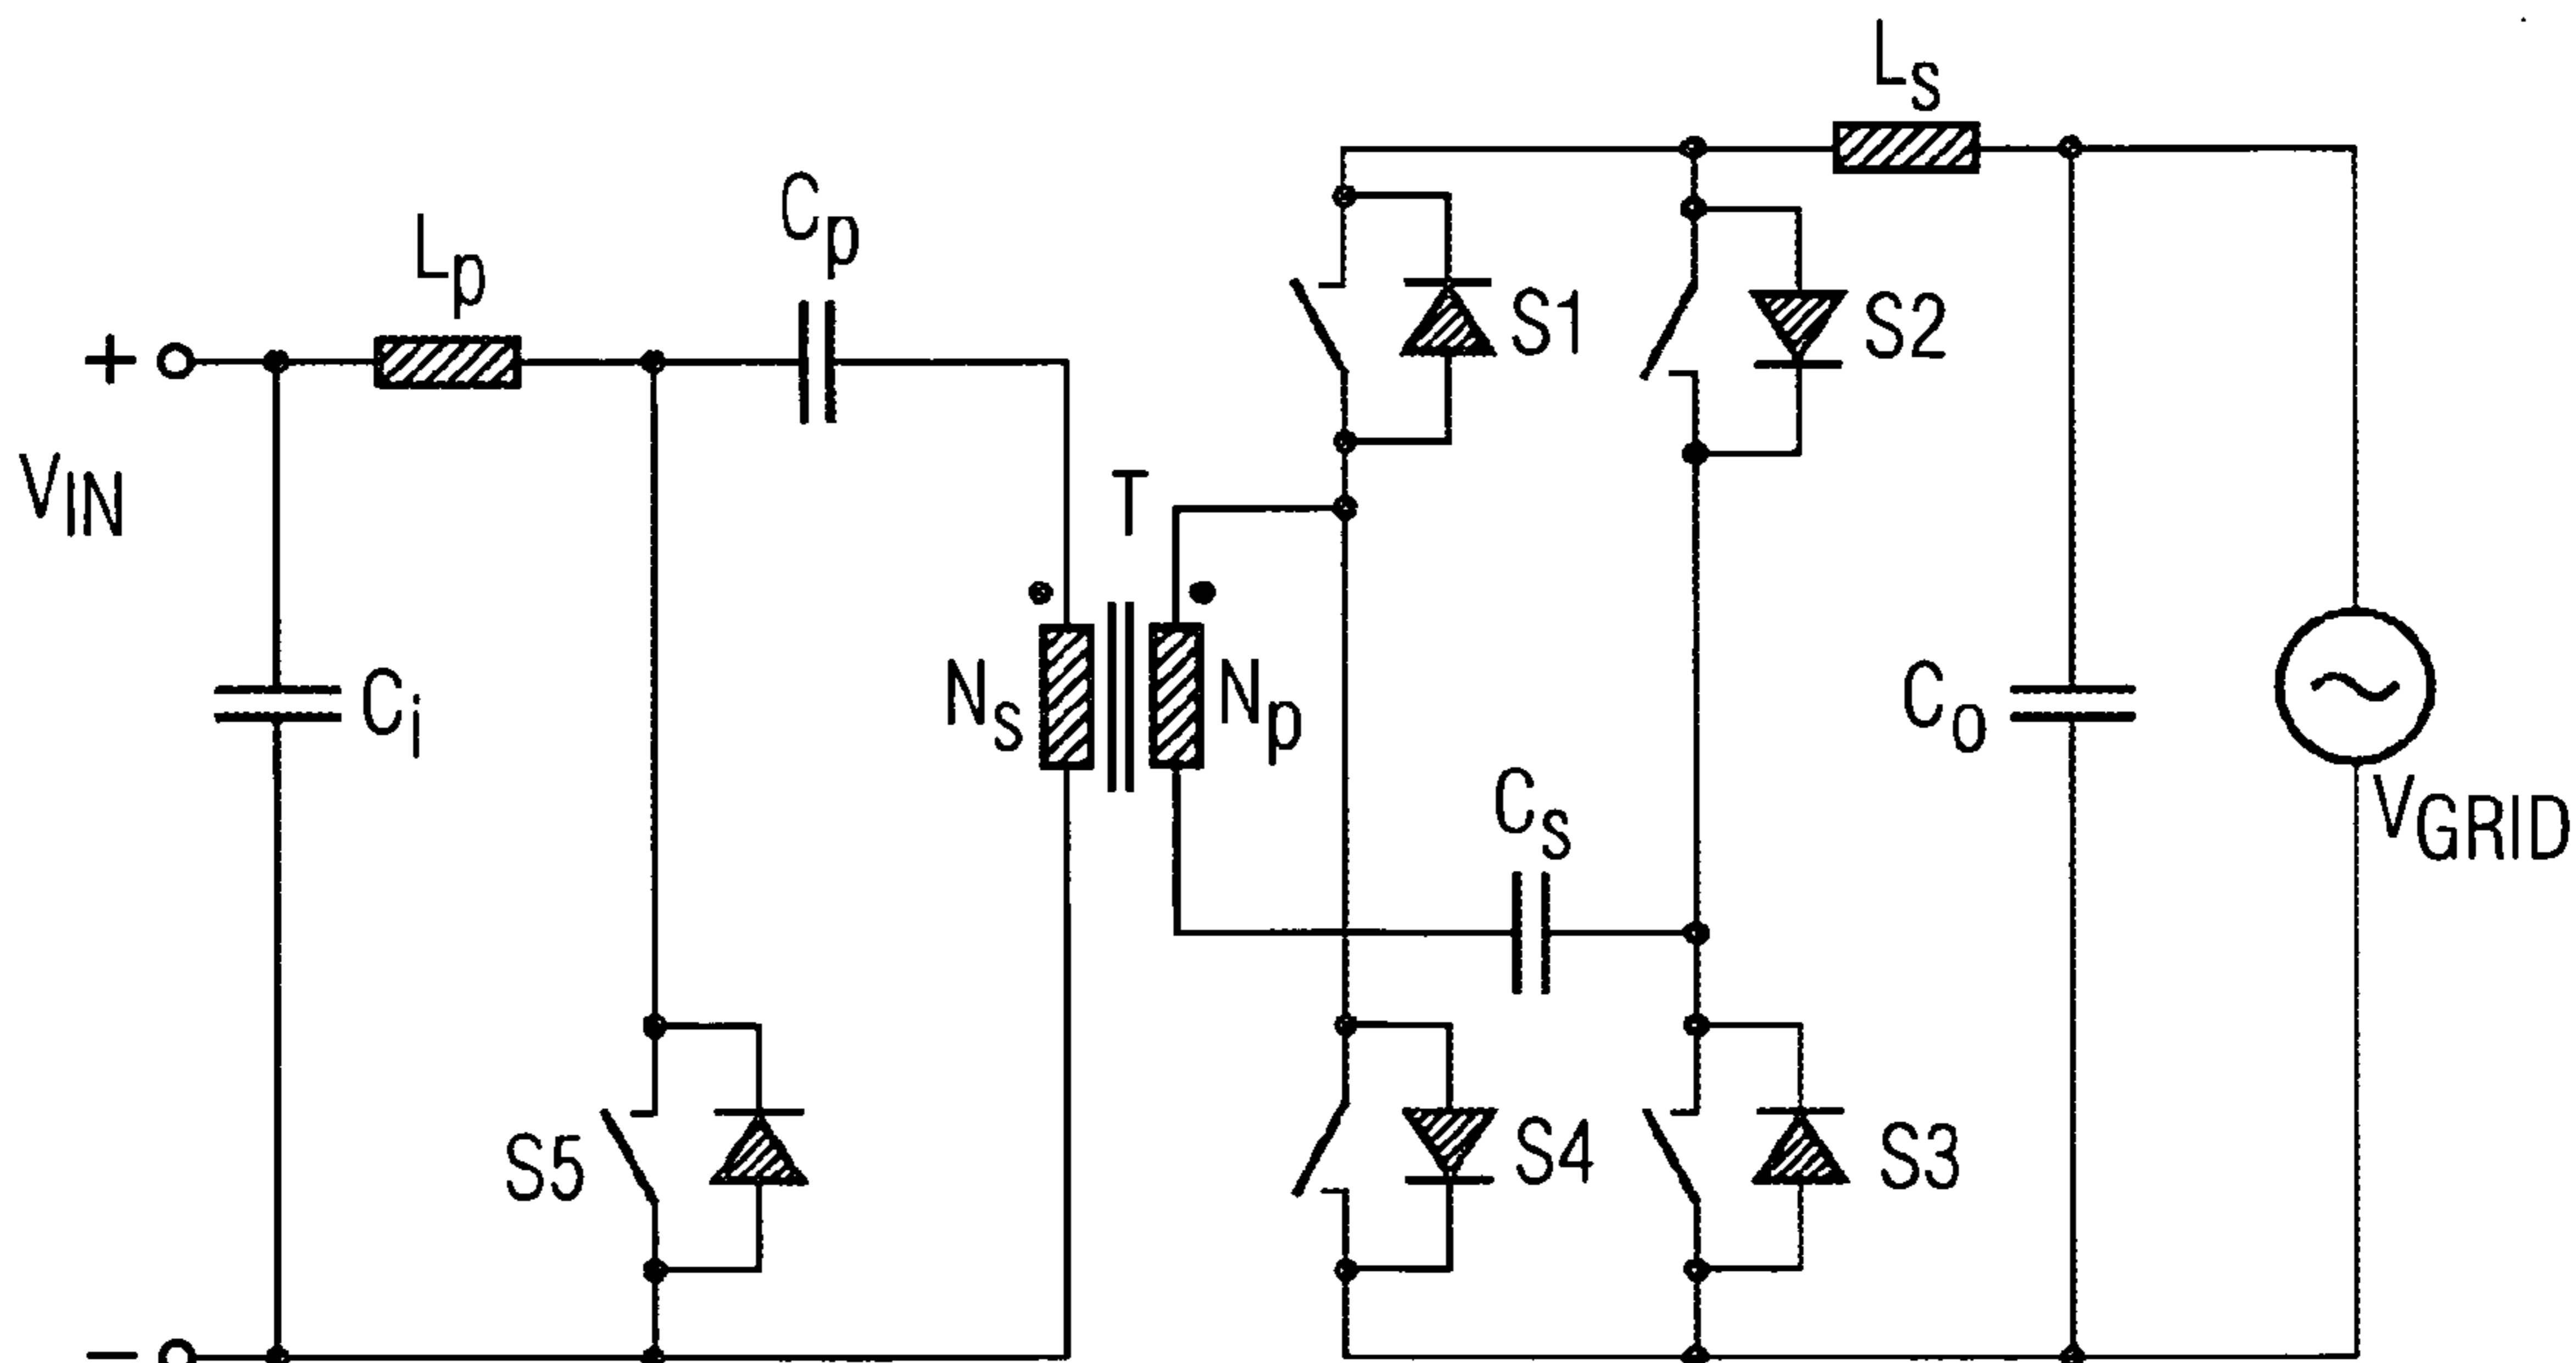 Ls
Cp
Lp
+
S1
S2
VIN
T
Ci
Ns
Np
Co
Cs
VGRID
S5
S4
S3
−